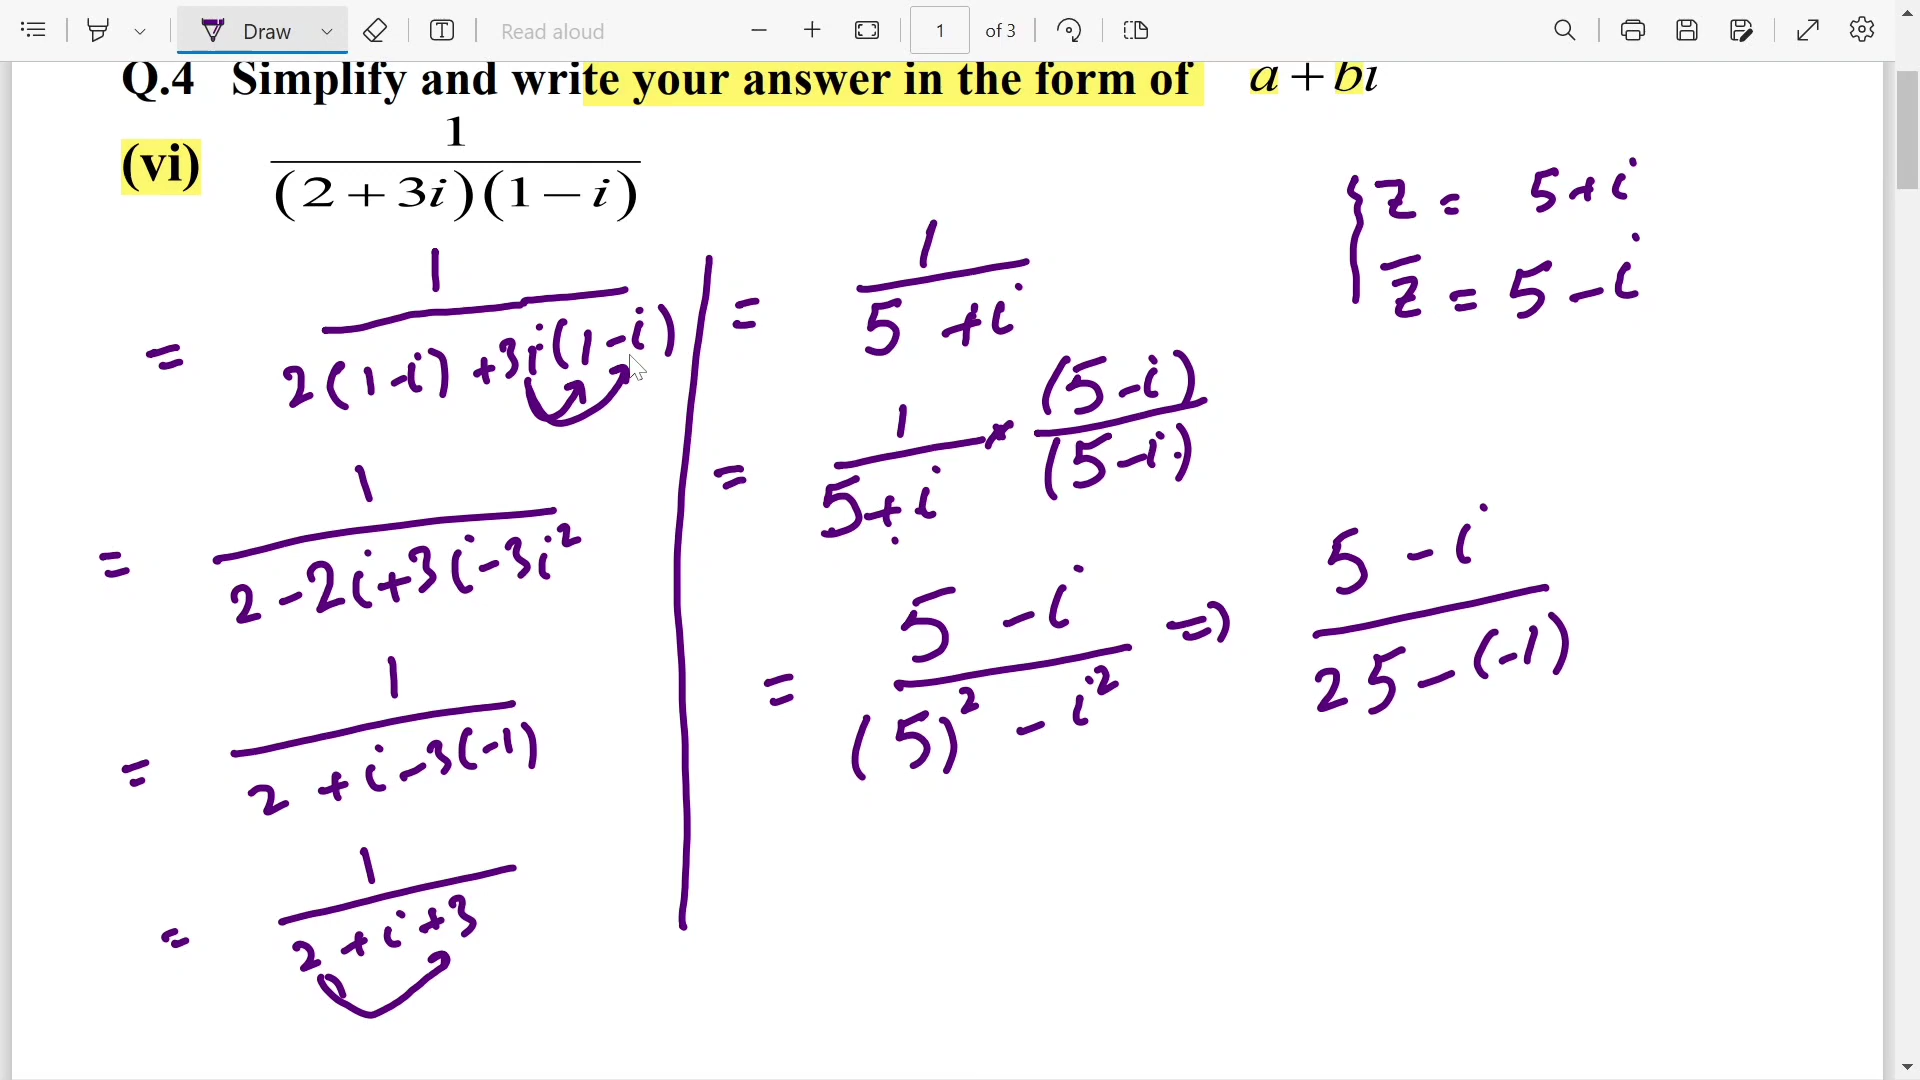 Draw
T
Read aloud
1 of 3
Q.4 Simplify and write your answer in the form of a + bi
(vi) 1
(2 + 3i)(1 − i)
= 1
2(1-i) +3i(1-i)
= 1
2-2i+3i-3i²
= 1
2 +i-3(-1)
= 1
2 +i+3
= 1
5 +i
= 1 × (5-i)
5+i (5-i)
= 5 - i
(5)² - i²
=> 5 - i
25-(-1)
z = 5+i
z̄ = 5-i